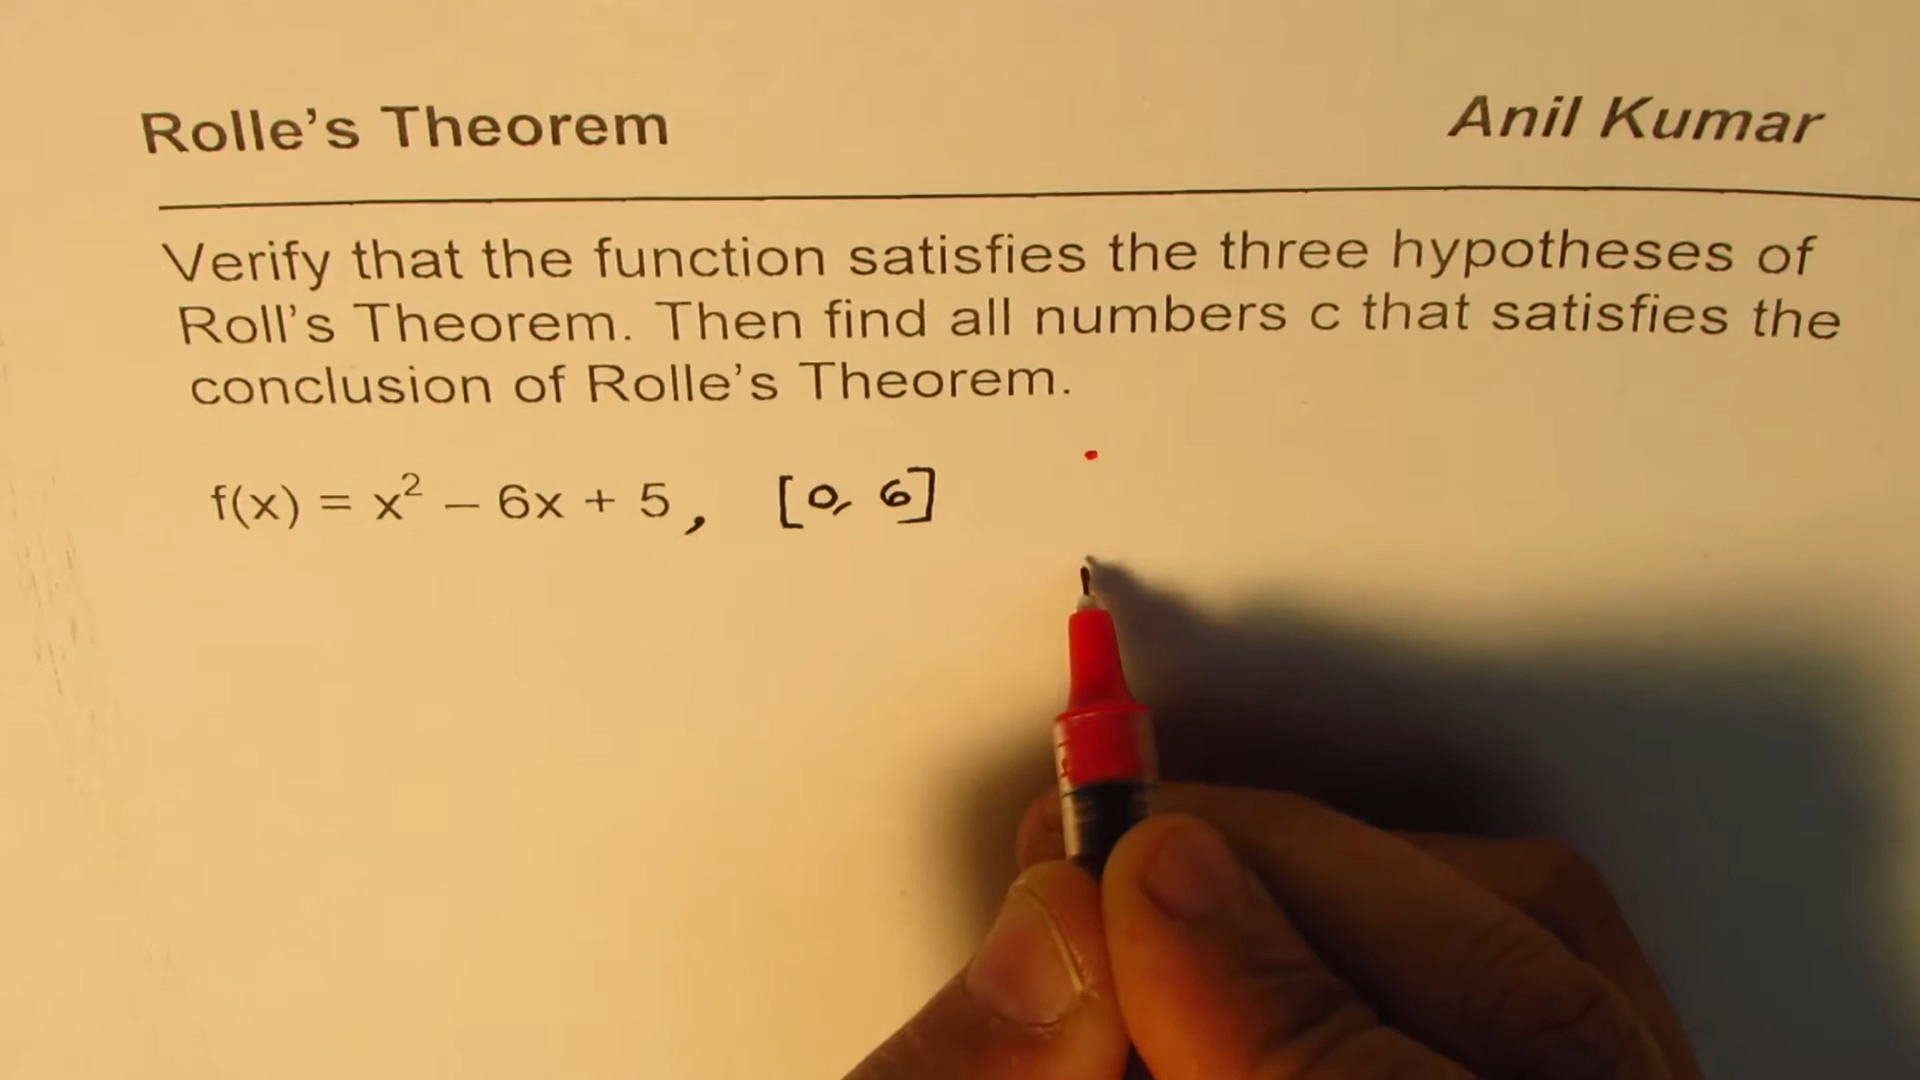 Rolle's Theorem Anil Kumar
Verify that the function satisfies the three hypotheses of
Roll's Theorem. Then find all numbers c that satisfies the
conclusion of Rolle's Theorem.
f(x) = x² – 6x + 5, [0, 6]